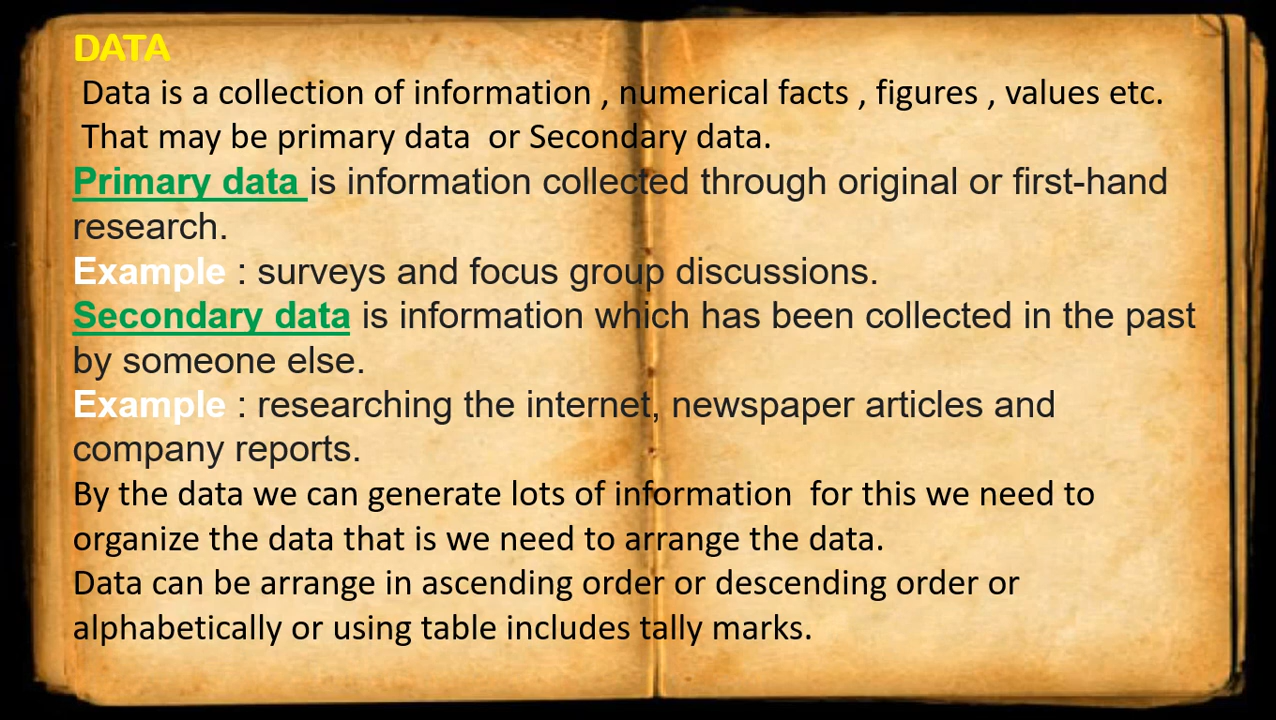 DATA
Data is a collection of information , numerical facts , figures , values etc.
That may be primary data  or Secondary data.
Primary data is information collected through original or first-hand
research.
Example : surveys and focus group discussions.
Secondary data is information which has been collected in the past
by someone else.
Example : researching the internet, newspaper articles and
company reports.
By the data we can generate lots of information  for this we need to
organize the data that is we need to arrange the data.
Data can be arrange in ascending order or descending order or
alphabetically or using table includes tally marks.